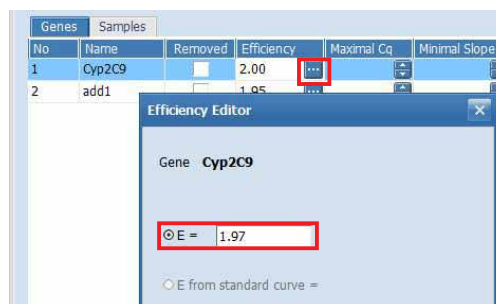 Genes Samples
No Name Removed Efficiency Maximal Cq Minimal Slope
1 Cyp2C9 2.00 ...
2 add1 1.95 ...
Efficiency Editor
Gene Cyp2C9
E = 1.97
E from standard curve =